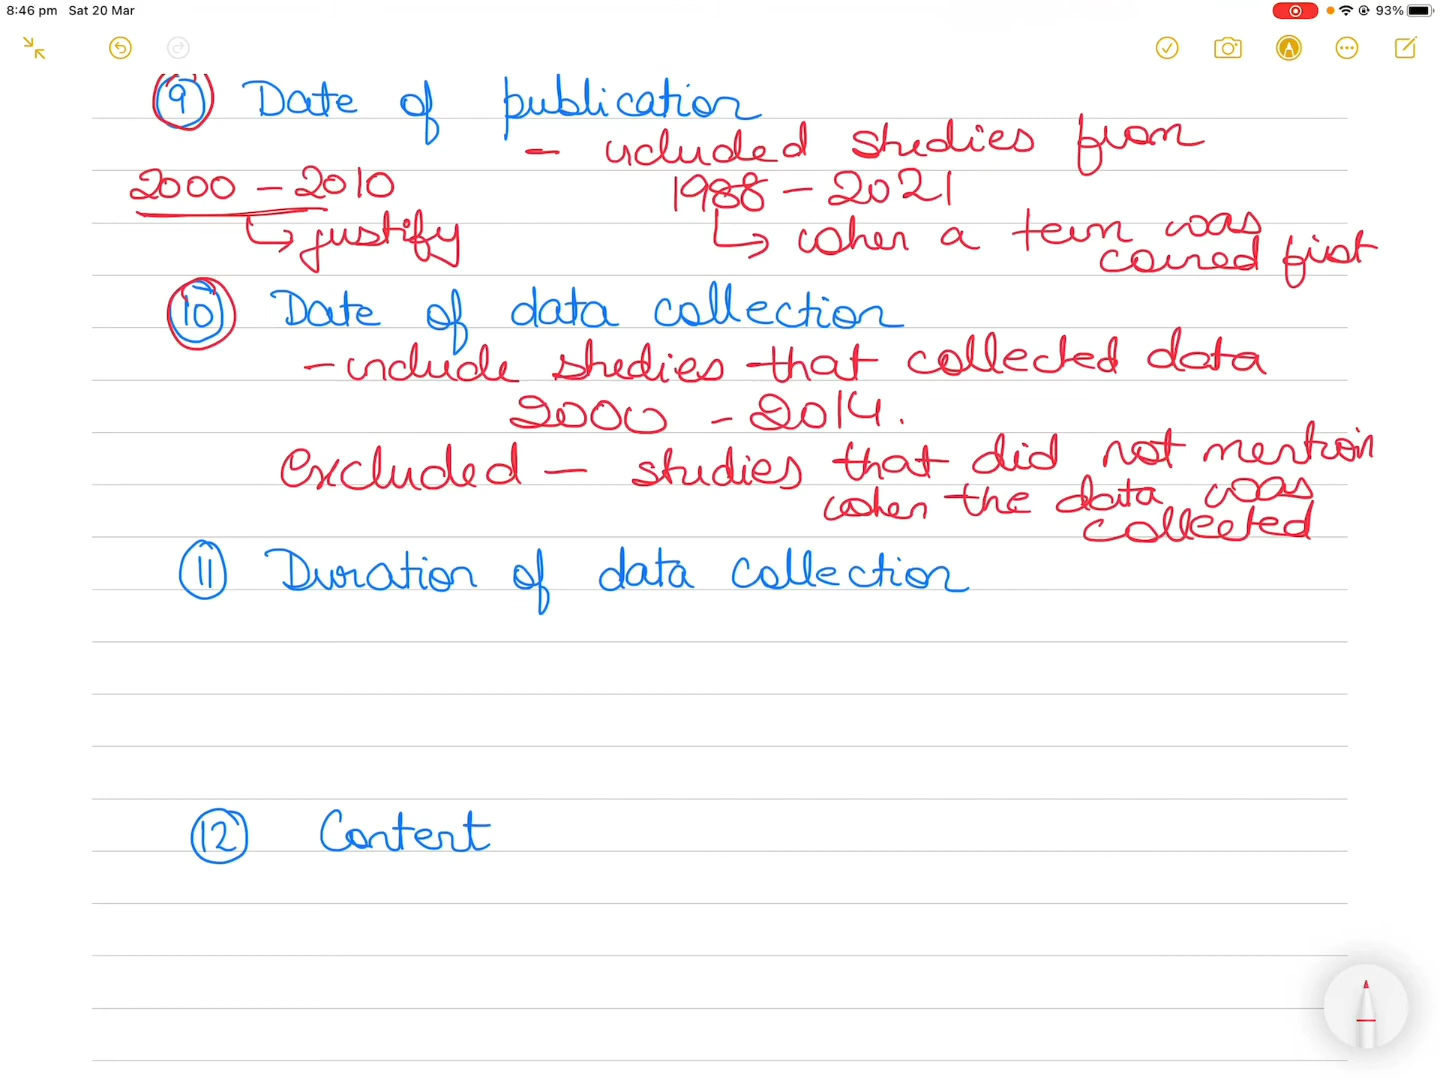 8:46 pm Sat 20 Mar 93%
9 Date of publication
- included studies from
2000 - 2010 1988 - 2021
↳ justify ↳ when a term was
coined first
10 Date of data collection
- include studies that collected data
2000 - 2014.
excluded - studies that did not mention
when the data was
collected
11 Duration of data collection
12 Content